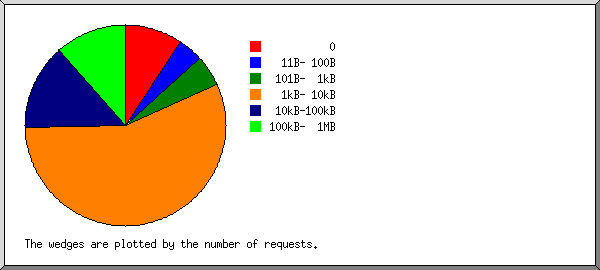 0
11B- 100B
101B- 1kB
1kB- 10kB
10kB-100kB
100kB- 1MB
The wedges are plotted by the number of requests.